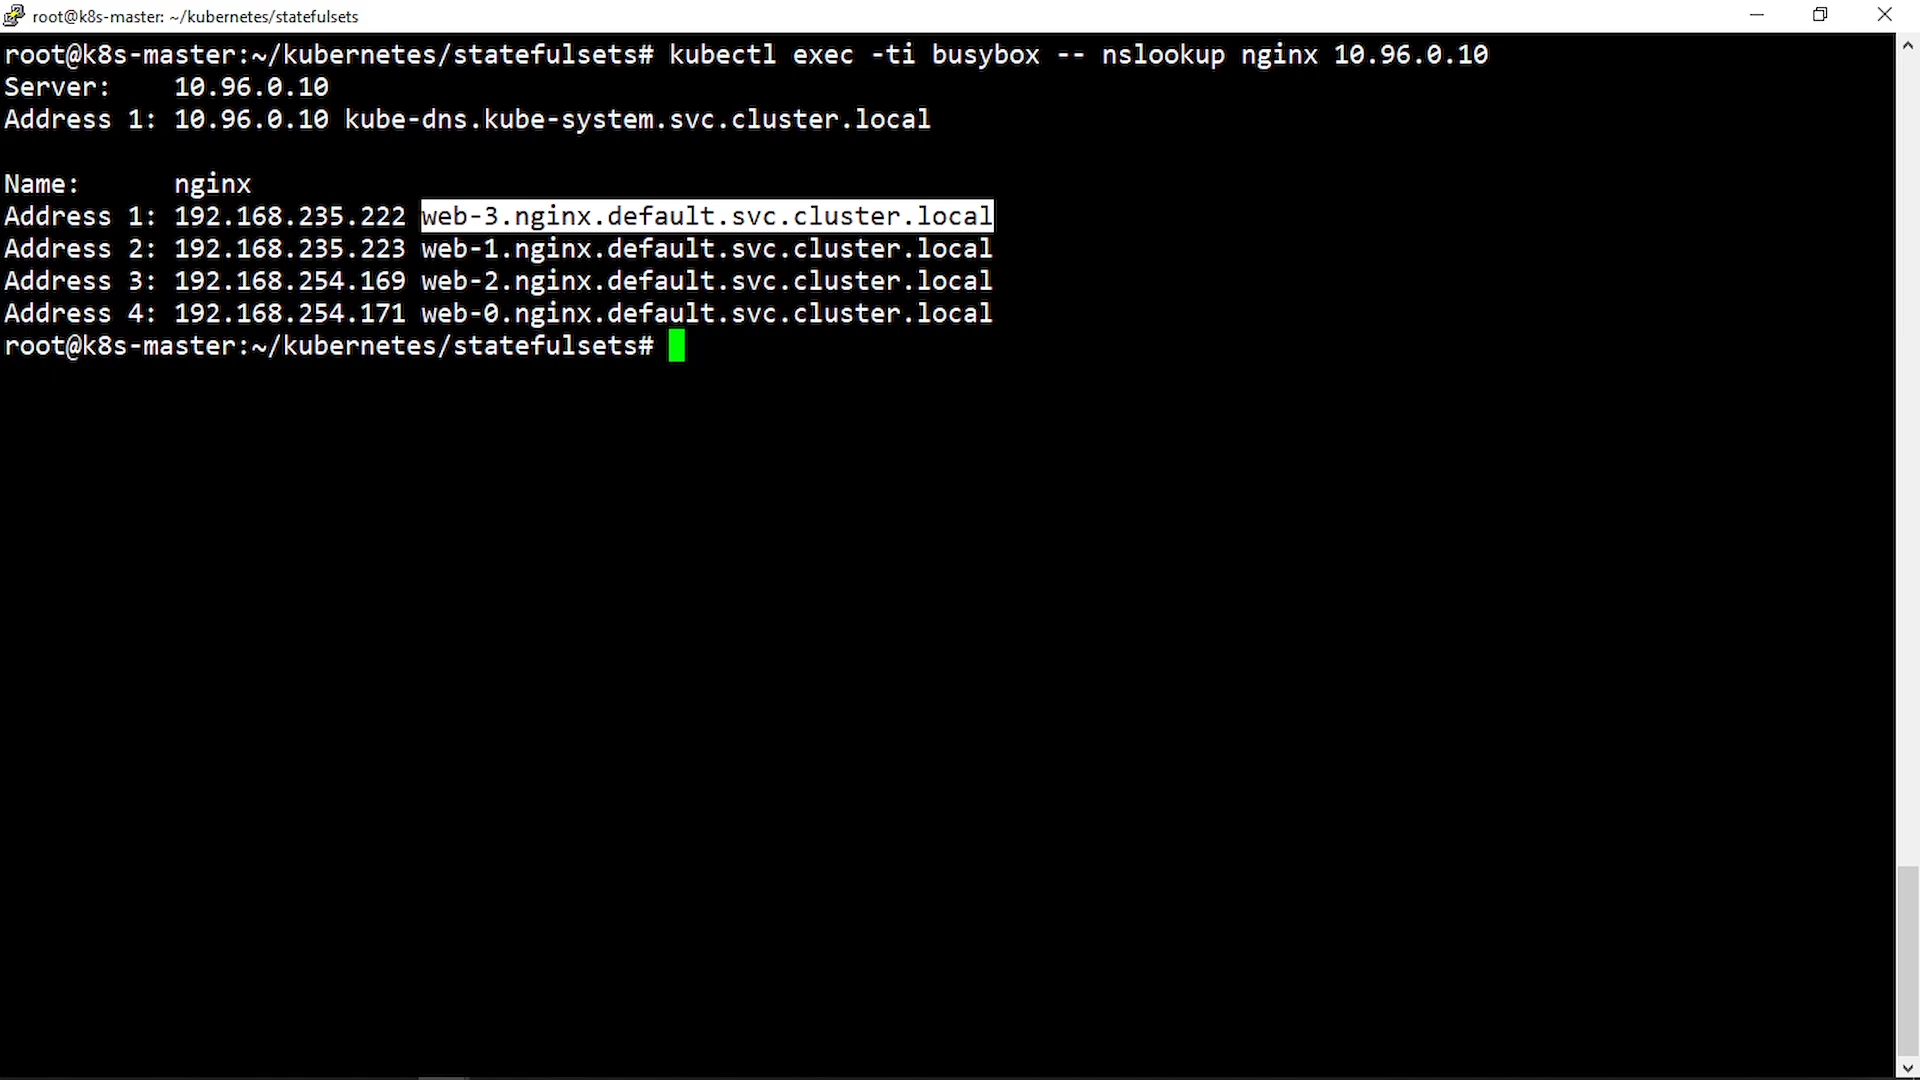 root@k8s-master: ~/kubernetes/statefulsets
root@k8s-master:~/kubernetes/statefulsets# kubectl exec -ti busybox -- nslookup nginx 10.96.0.10
Server:    10.96.0.10
Address 1: 10.96.0.10 kube-dns.kube-system.svc.cluster.local
Name:      nginx
Address 1: 192.168.235.222 web-3.nginx.default.svc.cluster.local
Address 2: 192.168.235.223 web-1.nginx.default.svc.cluster.local
Address 3: 192.168.254.169 web-2.nginx.default.svc.cluster.local
Address 4: 192.168.254.171 web-0.nginx.default.svc.cluster.local
root@k8s-master:~/kubernetes/statefulsets#